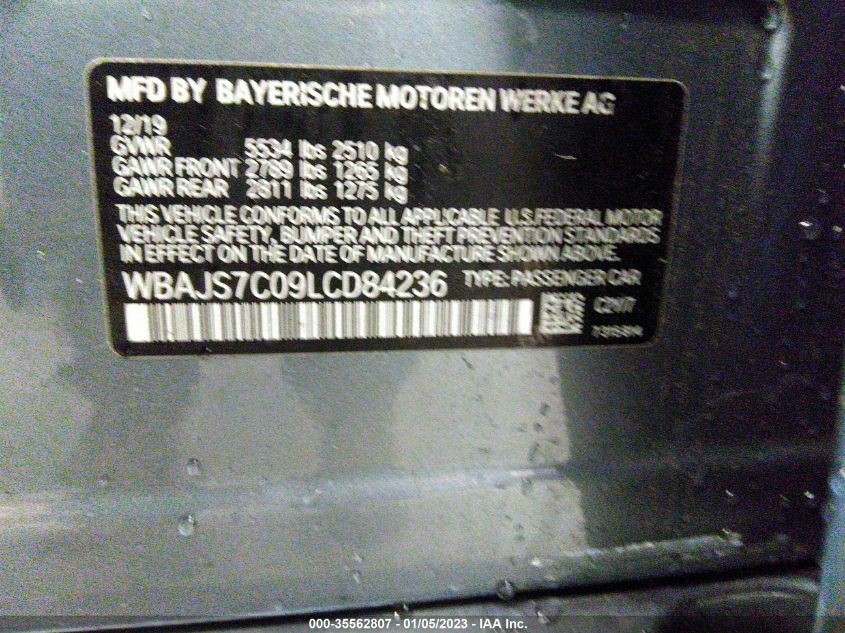 MFD BY BAYERISCHE MOTOREN WERKE AG
12/19
GVWR 5534 lbs 2510 kg
GAWR FRONT 2789 lbs 1265 kg
GAWR REAR 2811 lbs 1275 kg
THIS VEHICLE CONFORMS TO ALL APPLICABLE U.S.FEDERAL MOTOR
VEHICLE SAFETY, BUMPER AND THEFT PREVENTION STANDARDS
IN EFFECT ON THE DATE OF MANUFACTURE SHOWN ABOVE.
WBAJS7C09LCD84236 TYPE: PASSENGER CAR
000-35562807 - 01/05/2023 - IAA Inc.